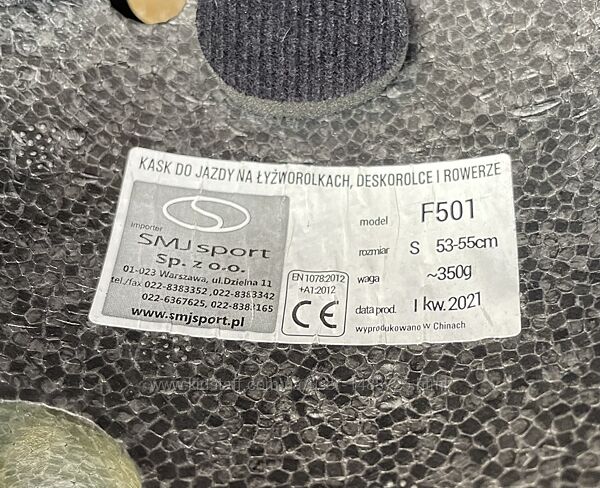 KASK DO JAZDY NA ŁYŻWOROLKACH, DESKOROLCE I ROWERZE
importer
SMJ sport
sp. z o.o.
01-023 Warszawa, ul.Dzielna 11
tel./fax 022-8383352 ,022-8383342
022-6367625, 022-8383165
www.smjsport.pl
EN 1078:2012
+A1:2012
CE
model F501
rozmiar S 53-55cm
waga ~350g
data prod. I kw. 2021
wyprodukowano w Chinach